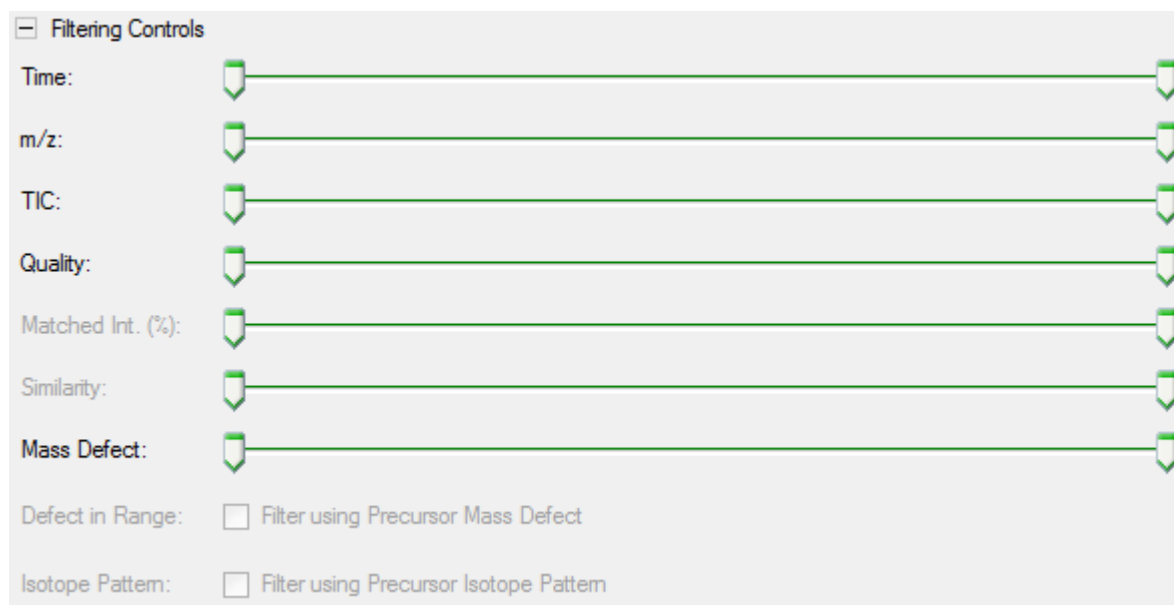 Filtering Controls
Time:
m/z:
TIC:
Quality:
Matched Int. (%):
Similarity:
Mass Defect:
Defect in Range: Filter using Precursor Mass Defect
Isotope Pattern: Filter using Precursor Isotope Pattern